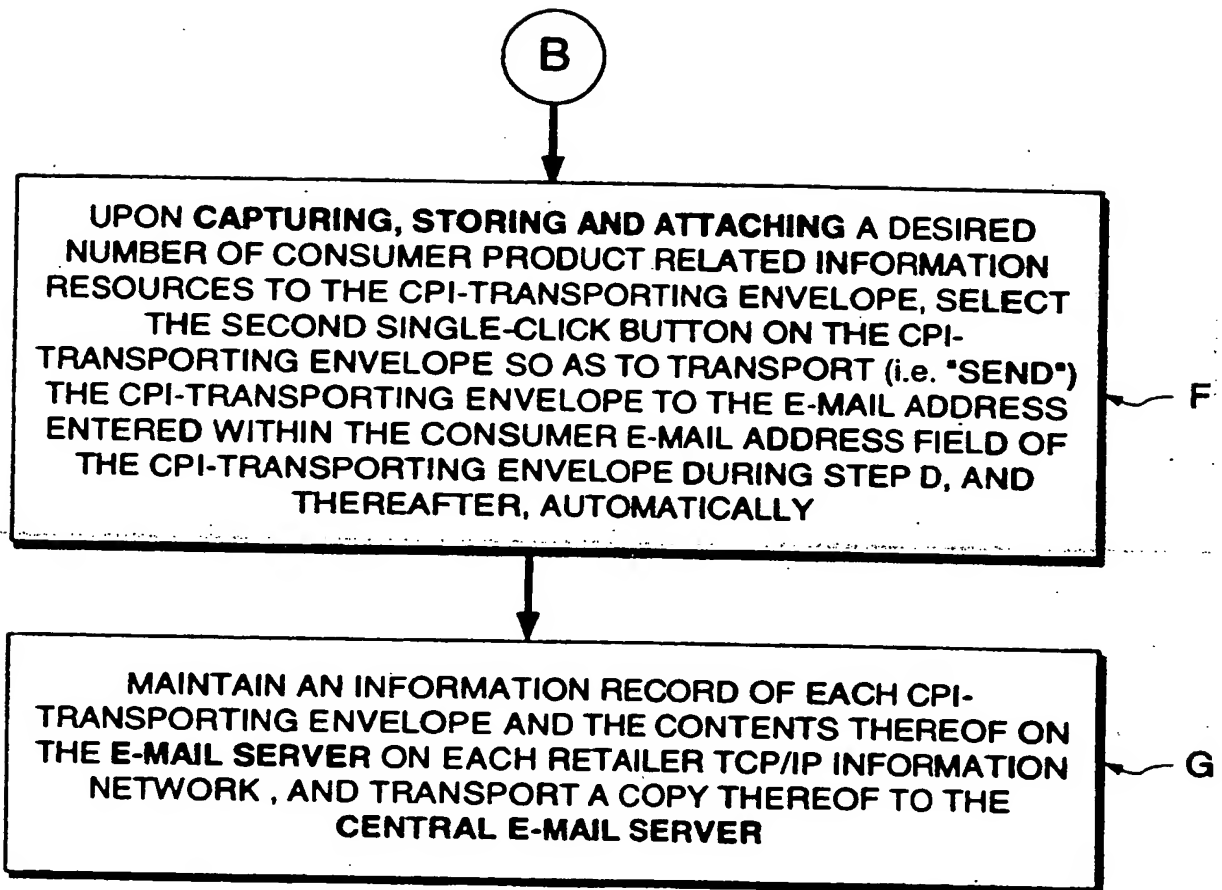 B
UPON CAPTURING, STORING AND ATTACHING A DESIRED
NUMBER OF CONSUMER PRODUCT RELATED INFORMATION
RESOURCES TO THE CPI-TRANSPORTING ENVELOPE, SELECT
THE SECOND SINGLE-CLICK BUTTON ON THE CPI-
TRANSPORTING ENVELOPE SO AS TO TRANSPORT (i.e. "SEND")
THE CPI-TRANSPORTING ENVELOPE TO THE E-MAIL ADDRESS
ENTERED WITHIN THE CONSUMER E-MAIL ADDRESS FIELD OF
THE CPI-TRANSPORTING ENVELOPE DURING STEP D, AND
THEREAFTER, AUTOMATICALLY
F
MAINTAIN AN INFORMATION RECORD OF EACH CPI-
TRANSPORTING ENVELOPE AND THE CONTENTS THEREOF ON
THE E-MAIL SERVER ON EACH RETAILER TCP/IP INFORMATION
NETWORK , AND TRANSPORT A COPY THEREOF TO THE
CENTRAL E-MAIL SERVER
G